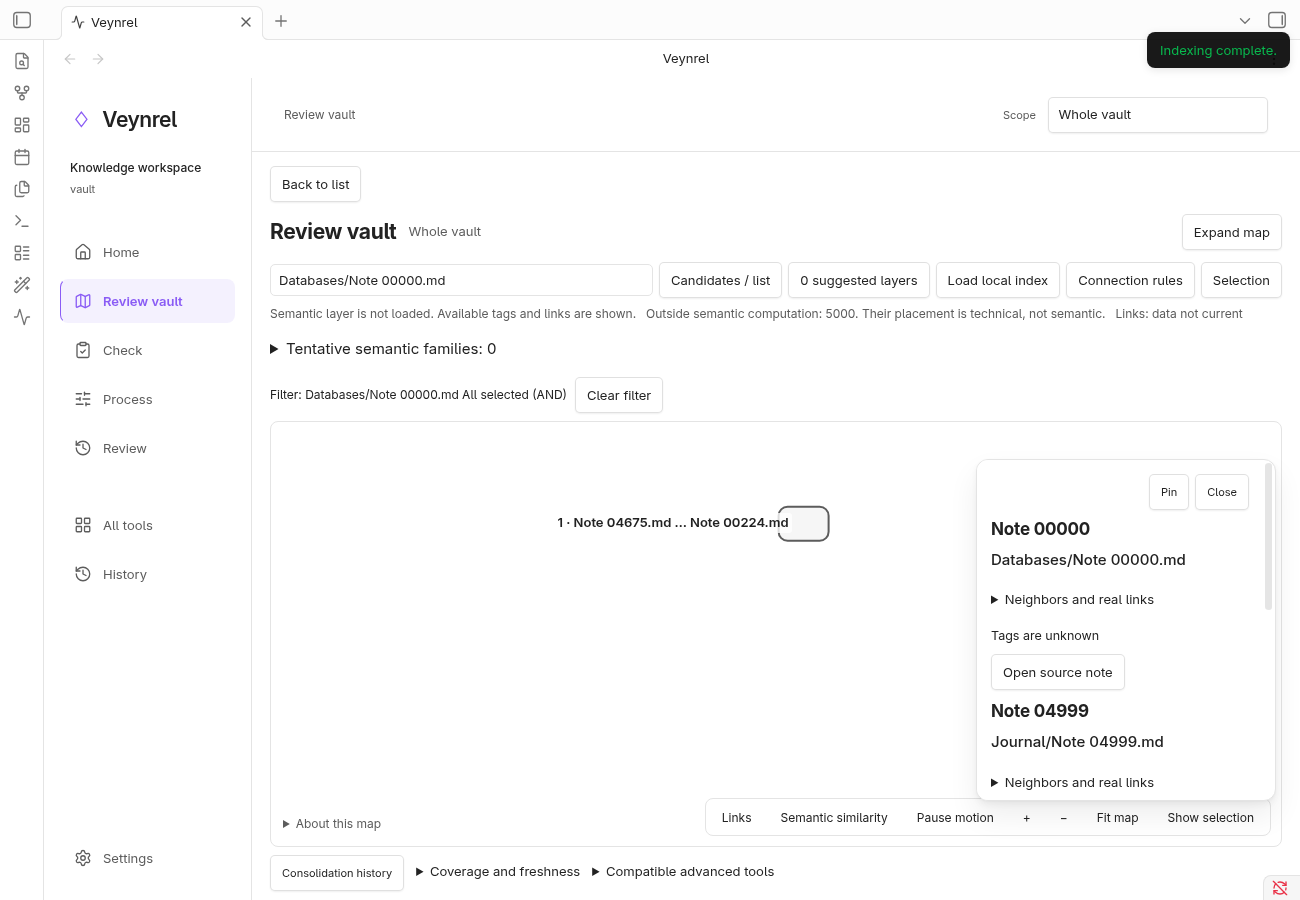 Veynrel
Veynrel
Indexing complete.
Veynrel
Knowledge workspace
vault
Home
Review vault
Check
Process
Review
All tools
History
Settings
Review vault
Scope
Whole vault
Back to list
Review vault
Whole vault
Expand map
Databases/Note 00000.md
Candidates / list
0 suggested layers
Load local index
Connection rules
Selection
Semantic layer is not loaded. Available tags and links are shown. Outside semantic computation: 5000. Their placement is technical, not semantic. Links: data not current
Tentative semantic families: 0
Filter: Databases/Note 00000.md All selected (AND)
Clear filter
1 · Note 04675.md ... Note 00224.md
Pin
Close
Note 00000
Databases/Note 00000.md
Neighbors and real links
Tags are unknown
Open source note
Note 04999
Journal/Note 04999.md
Neighbors and real links
About this map
Links
Semantic similarity
Pause motion
+
−
Fit map
Show selection
Consolidation history
Coverage and freshness
Compatible advanced tools